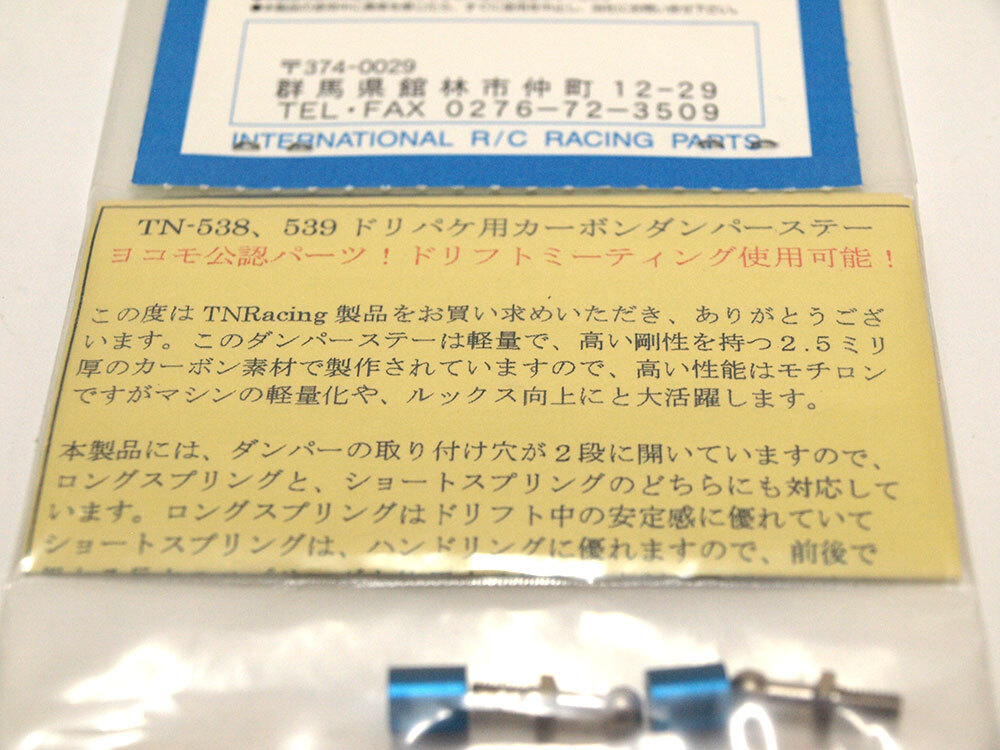 〒374-0029
群馬県館林市仲町 12-29
TEL・FAX 0276-72-3509
INTERNATIONAL R/C RACING PARTS
TN-538、539 ドリパケ用カーボンダンパーステー
ヨコモ公認パーツ！ドリフトミーティング使用可能！
この度は TNRacing 製品をお買い求めいただき、ありがとうござ
います。このダンパーステーは軽量で、高い剛性を持つ２.５ミリ
厚のカーボン素材で製作されていますので、高い性能はモチロン
ですがマシンの軽量化や、ルックス向上にと大活躍します。
本製品には、ダンパーの取り付け穴が２段に開いていますので、
ロングスプリングと、ショートスプリングのどちらにも対応して
います。ロングスプリングはドリフト中の安定感に優れていて
ショートスプリングは、ハンドリングに優れますので、前後で